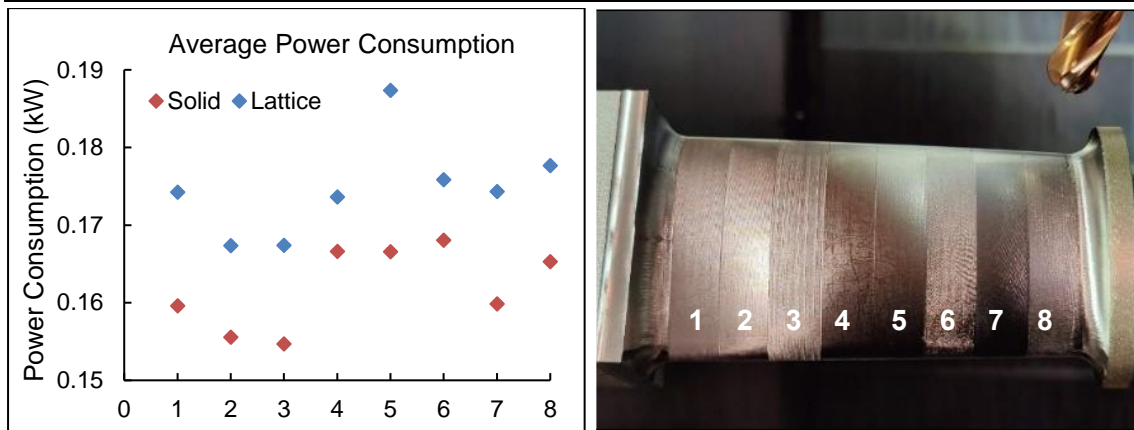 Average Power Consumption
Power Consumption (kW)
0.19
0.18
0.17
0.16
0.15
Solid Lattice
0 1 2 3 4 5 6 7 8
1 2 3 4 5 6 7 8